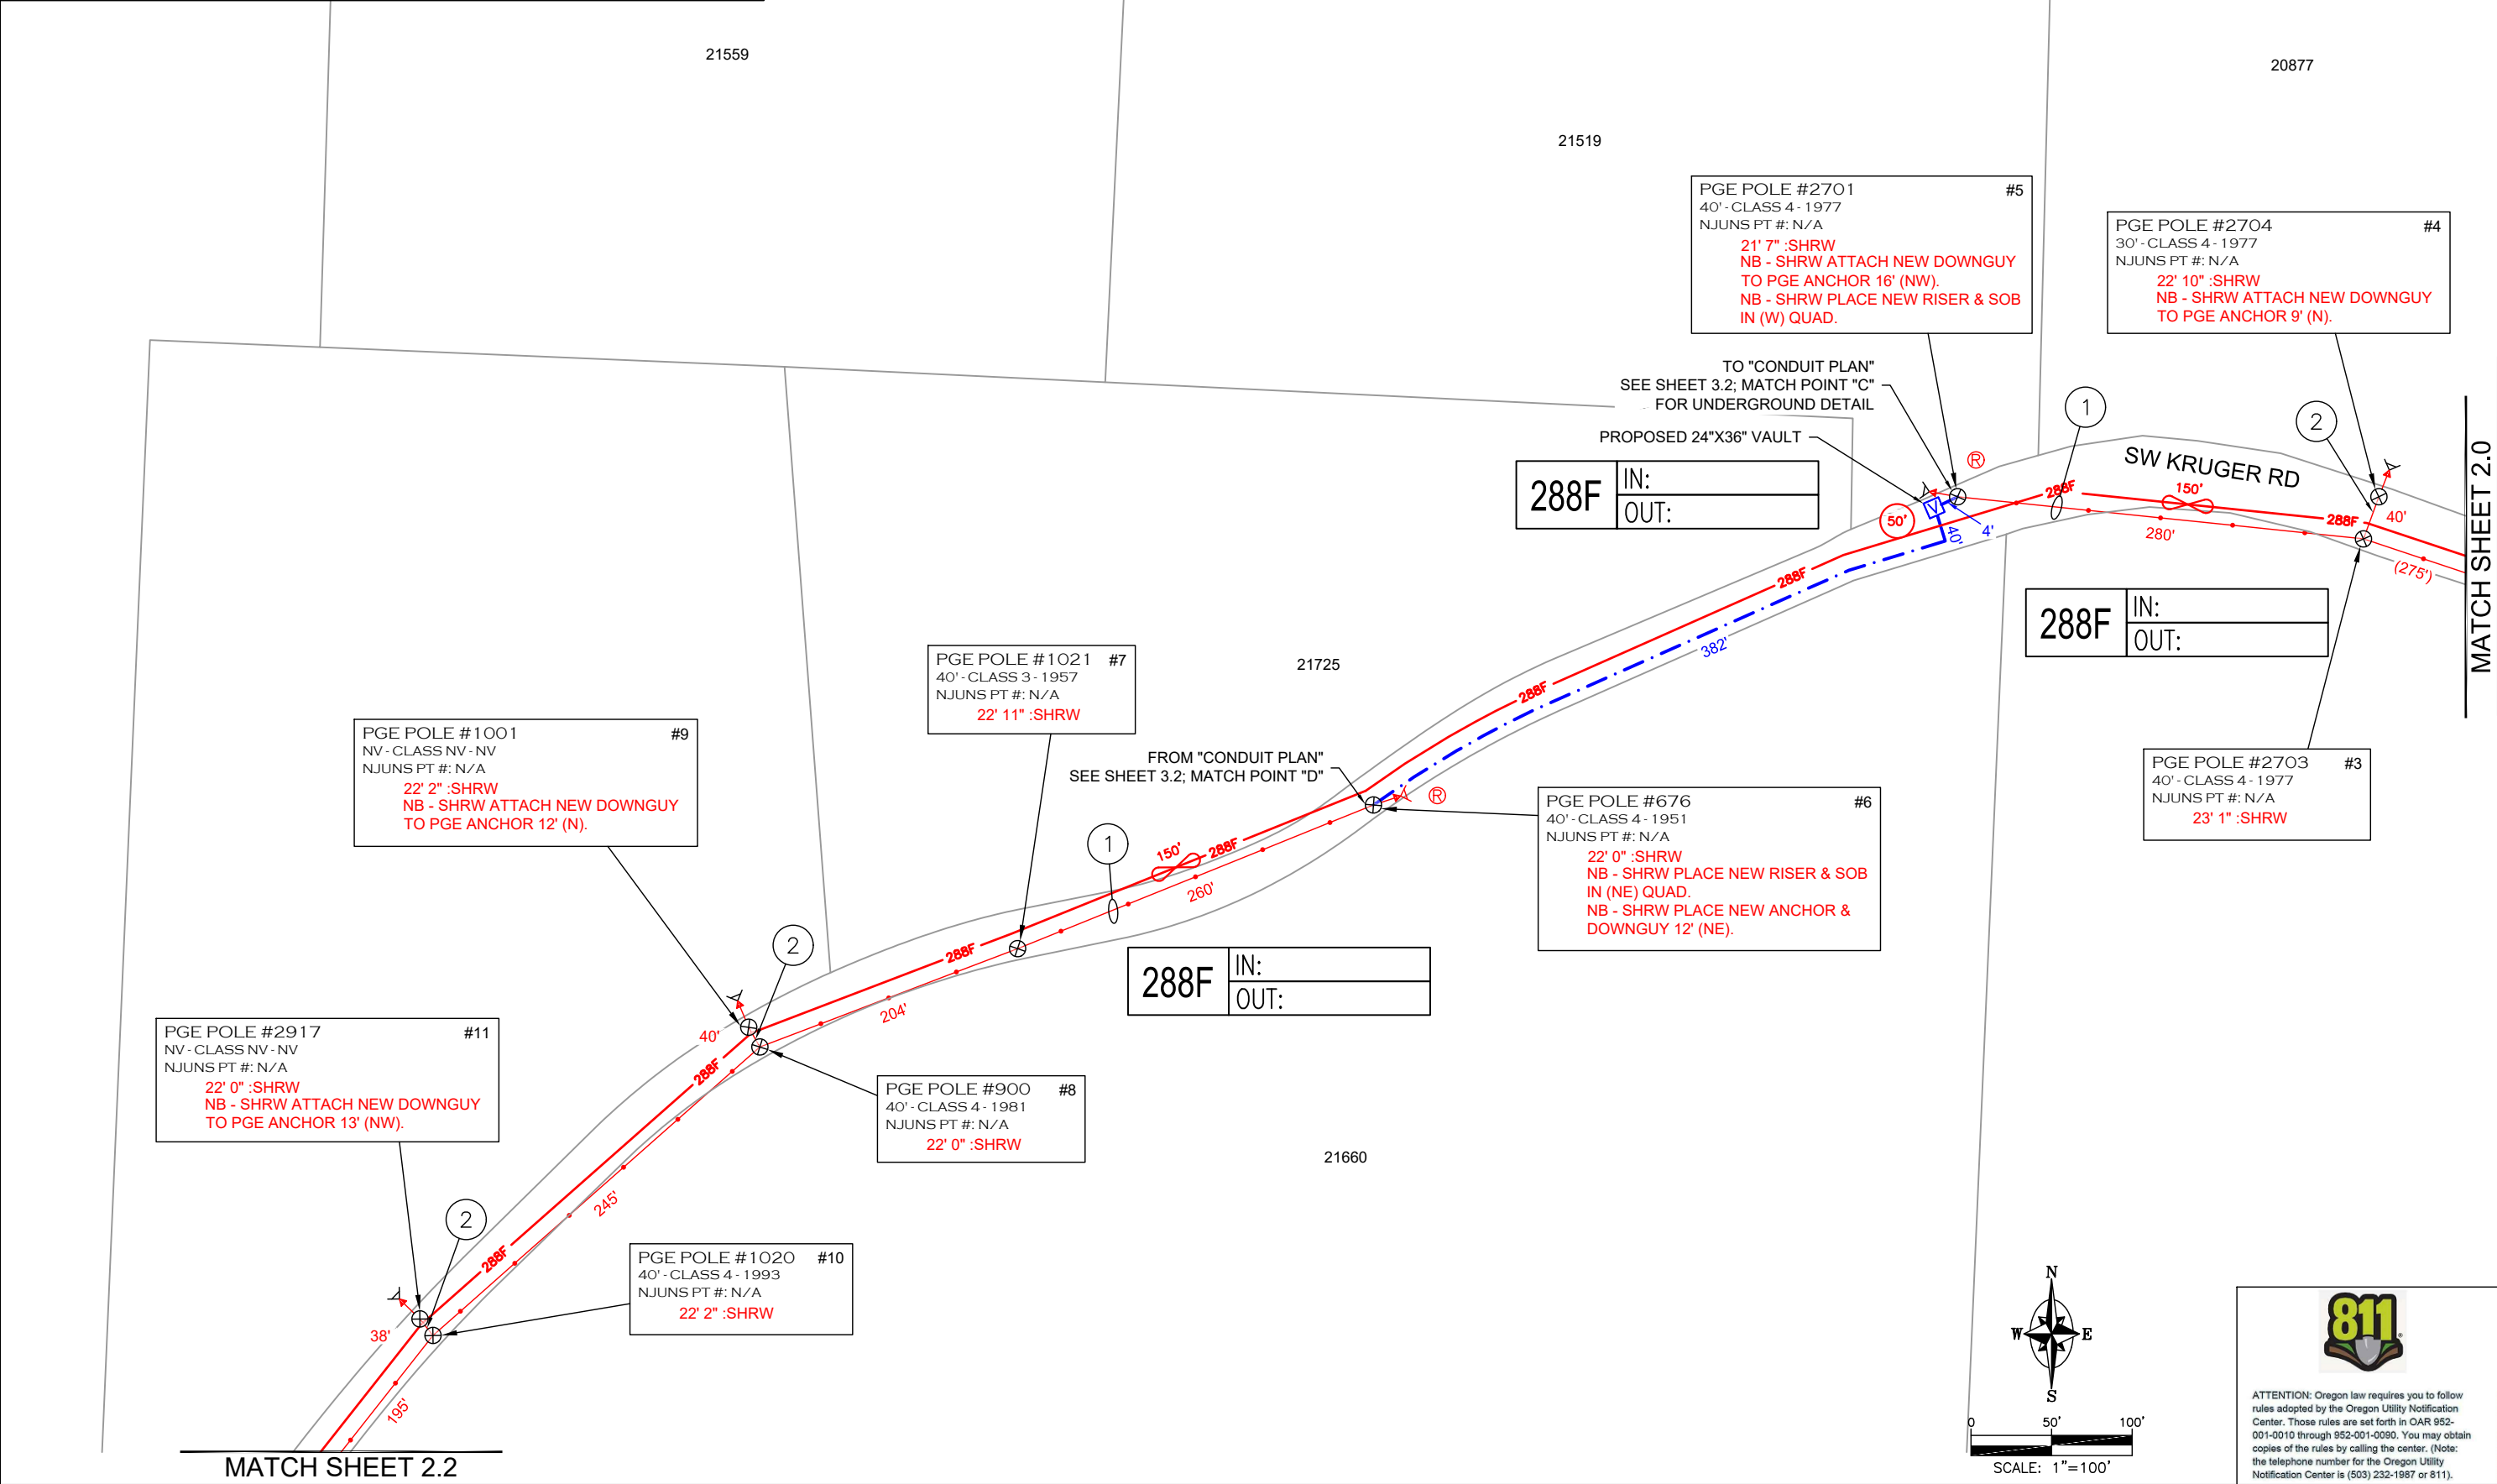 21559
20877
21519
PGE POLE #2701 #5
40' - CLASS 4 - 1977
NJUNS PT #: N/A
21' 7" :SHRW
NB - SHRW ATTACH NEW DOWNGUY
TO PGE ANCHOR 16' (NW).
NB - SHRW PLACE NEW RISER & SOB
IN (W) QUAD.
PGE POLE #2704 #4
30' - CLASS 4 - 1977
NJUNS PT #: N/A
22' 10" :SHRW
NB - SHRW ATTACH NEW DOWNGUY
TO PGE ANCHOR 9' (N).
TO "CONDUIT PLAN"
SEE SHEET 3.2; MATCH POINT "C"
FOR UNDERGROUND DETAIL
PROPOSED 24"X36" VAULT
1
2
SW KRUGER RD
MATCH SHEET 2.0
288F
IN:
OUT:
R
V
50'
40'
4'
288F
150'
288F
40'
280'
(275')
288F
IN:
OUT:
288F
382'
288F
21725
PGE POLE #1021 #7
40' - CLASS 3 - 1957
NJUNS PT #: N/A
22' 11" :SHRW
PGE POLE #1001 #9
NV - CLASS NV - NV
NJUNS PT #: N/A
22' 2" :SHRW
NB - SHRW ATTACH NEW DOWNGUY
TO PGE ANCHOR 12' (N).
FROM "CONDUIT PLAN"
SEE SHEET 3.2; MATCH POINT "D"
R
PGE POLE #676 #6
40' - CLASS 4 - 1951
NJUNS PT #: N/A
22' 0" :SHRW
NB - SHRW PLACE NEW RISER & SOB
IN (NE) QUAD.
NB - SHRW PLACE NEW ANCHOR &
DOWNGUY 12' (NE).
PGE POLE #2703 #3
40' - CLASS 4 - 1977
NJUNS PT #: N/A
23' 1" :SHRW
1
150'
288F
260'
2
288F
204'
288F
IN:
OUT:
40'
288F
PGE POLE #2917 #11
NV - CLASS NV - NV
NJUNS PT #: N/A
22' 0" :SHRW
NB - SHRW ATTACH NEW DOWNGUY
TO PGE ANCHOR 13' (NW).
PGE POLE #900 #8
40' - CLASS 4 - 1981
NJUNS PT #: N/A
22' 0" :SHRW
21660
2
245'
288F
PGE POLE #1020 #10
40' - CLASS 4 - 1993
NJUNS PT #: N/A
22' 2" :SHRW
38'
195'
MATCH SHEET 2.2
N
W E
S
0 50' 100'
SCALE: 1"=100'
811
ATTENTION: Oregon law requires you to follow
rules adopted by the Oregon Utility Notification
Center. Those rules are set forth in OAR 952-
001-0010 through 952-001-0090. You may obtain
copies of the rules by calling the center. (Note:
the telephone number for the Oregon Utility
Notification Center is (503) 232-1987 or 811).